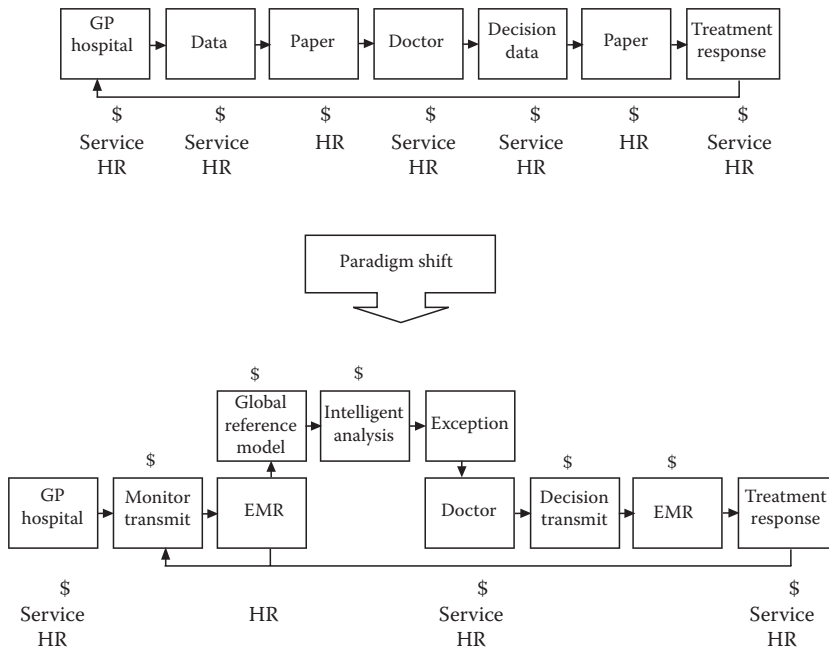 GP
hospital
Data
Paper
Doctor
Decision
data
Paper
Treatment
response
$
Service
HR
$
Service
HR
$
HR
$
Service
HR
$
Service
HR
$
HR
$
Service
HR
Paradigm shift
$
$
Global
reference
model
Intelligent
analysis
Exception
$
$
$
GP
hospital
Monitor
transmit
EMR
Doctor
Decision
transmit
EMR
Treatment
response
$
Service
HR
HR
$
Service
HR
$
Service
HR